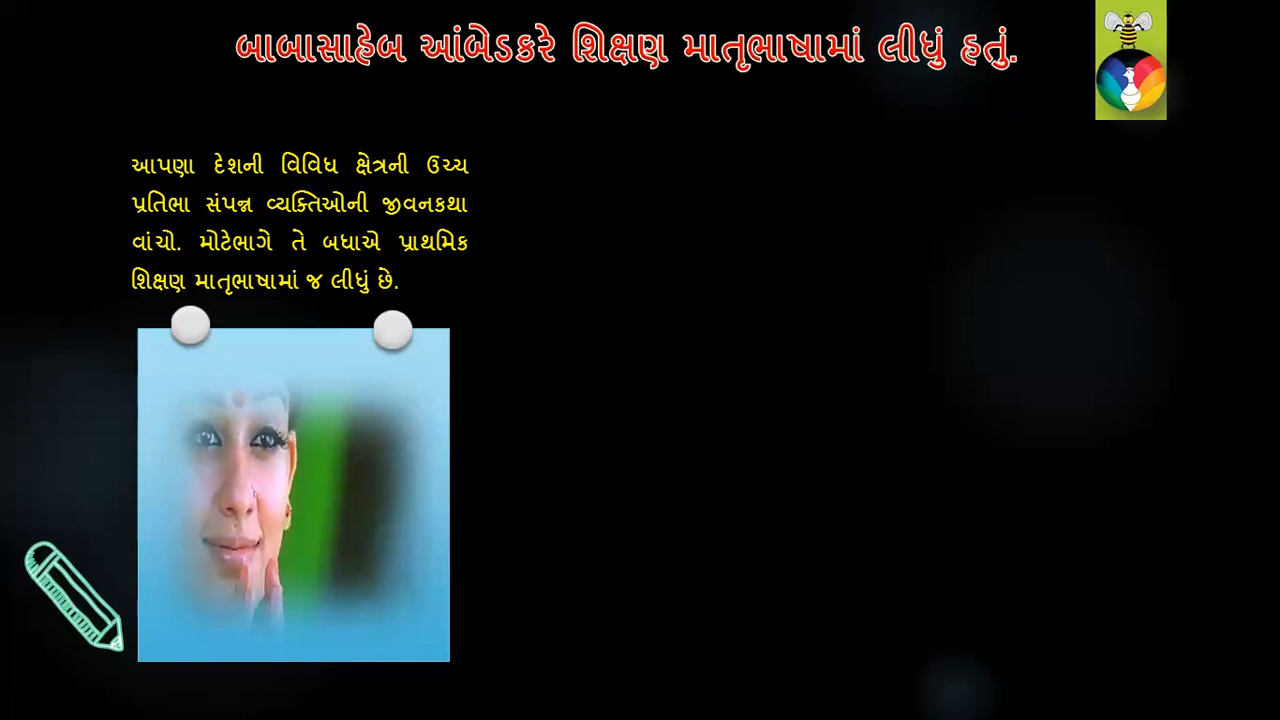 બાબાસાહેબ આંબેડકરે શિક્ષણ માતૃભાષામાં લીધું હતું.
આપણા દેશની વિવિધ ક્ષેત્રની ઉચ્ચ
પ્રતિભા સંપન્ન વ્યક્તિઓની જીવનકથા
વાંચો. મોટેભાગે તે બધાએ પ્રાથમિક
શિક્ષણ માતૃભાષામાં જ લીધું છે.